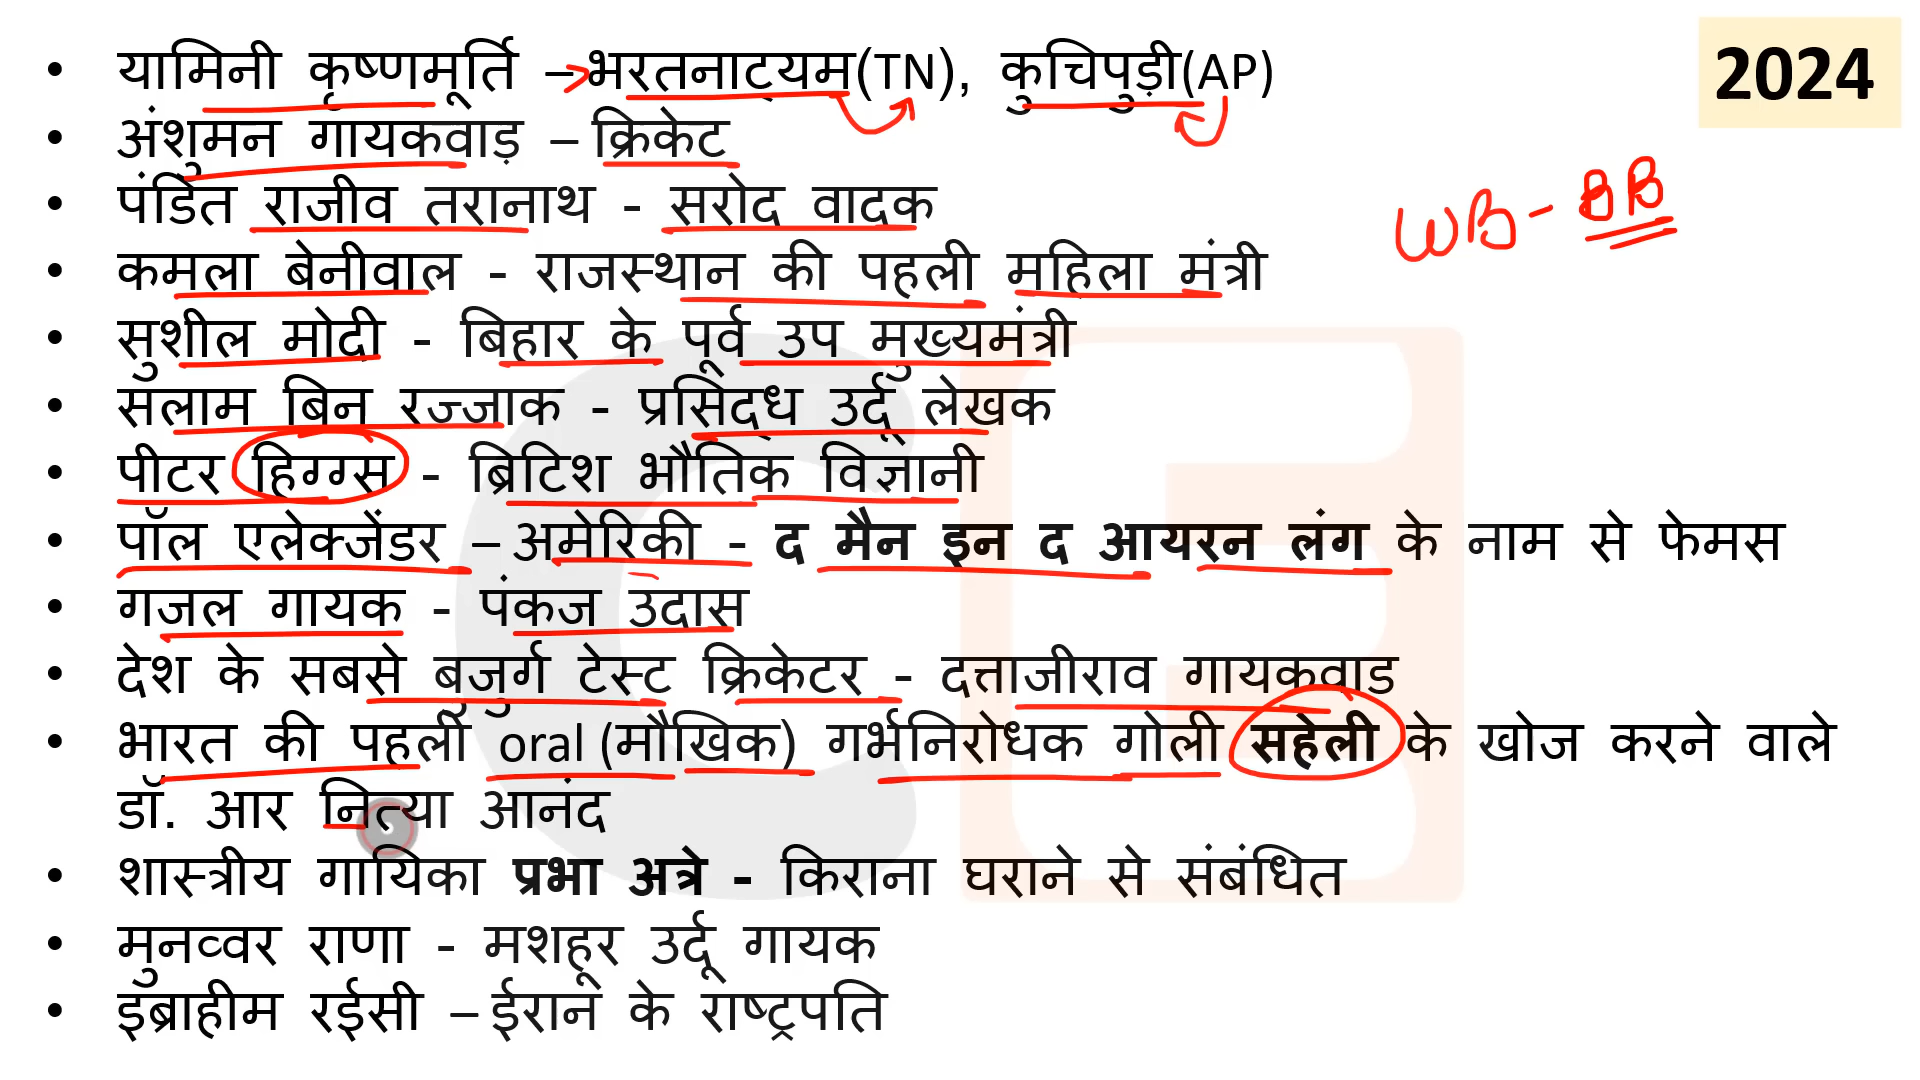 2024
• यामिनी कृष्णमूर्ति – भरतनाट्यम(TN), कुचिपुड़ी(AP)
• अंशुमन गायकवाड़ – क्रिकेट
• पंडित राजीव तरानाथ - सरोद वादक
WB - BB
• कमला बेनीवाल - राजस्थान की पहली महिला मंत्री
• सुशील मोदी - बिहार के पूर्व उप मुख्यमंत्री
• सलाम बिन रज्जाक - प्रसिद्ध उर्दू लेखक
• पीटर हिग्ग्स - ब्रिटिश भौतिक विज्ञानी
• पॉल एलेक्जेंडर – अमेरिकी - द मैन इन द आयरन लंग के नाम से फेमस
• गजल गायक - पंकज उदास
• देश के सबसे बुजुर्ग टेस्ट क्रिकेटर - दत्ताजीराव गायकवाड
• भारत की पहली oral (मौखिक) गर्भनिरोधक गोली सहेली के खोज करने वाले
डॉ. आर नित्या आनंद
• शास्त्रीय गायिका प्रभा अत्रे - किराना घराने से संबंधित
• मुनव्वर राणा - मशहूर उर्दू गायक
• इब्राहीम रईसी – ईरान के राष्ट्रपति